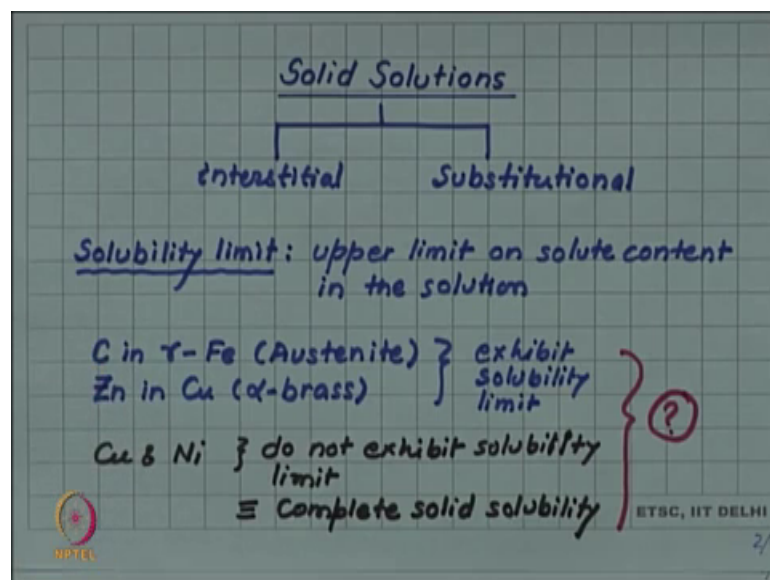 Solid Solutions
Interstitial Substitutional
Solubility limit: upper limit on solute content
in the solution
C in γ-Fe (Austenite) } exhibit
Zn in Cu (α-brass) solubility
limit
?
Cu & Ni } do not exhibit solubility
limit
≡ Complete solid solubility
ETSC, IIT DELHI
NPTEL
2/